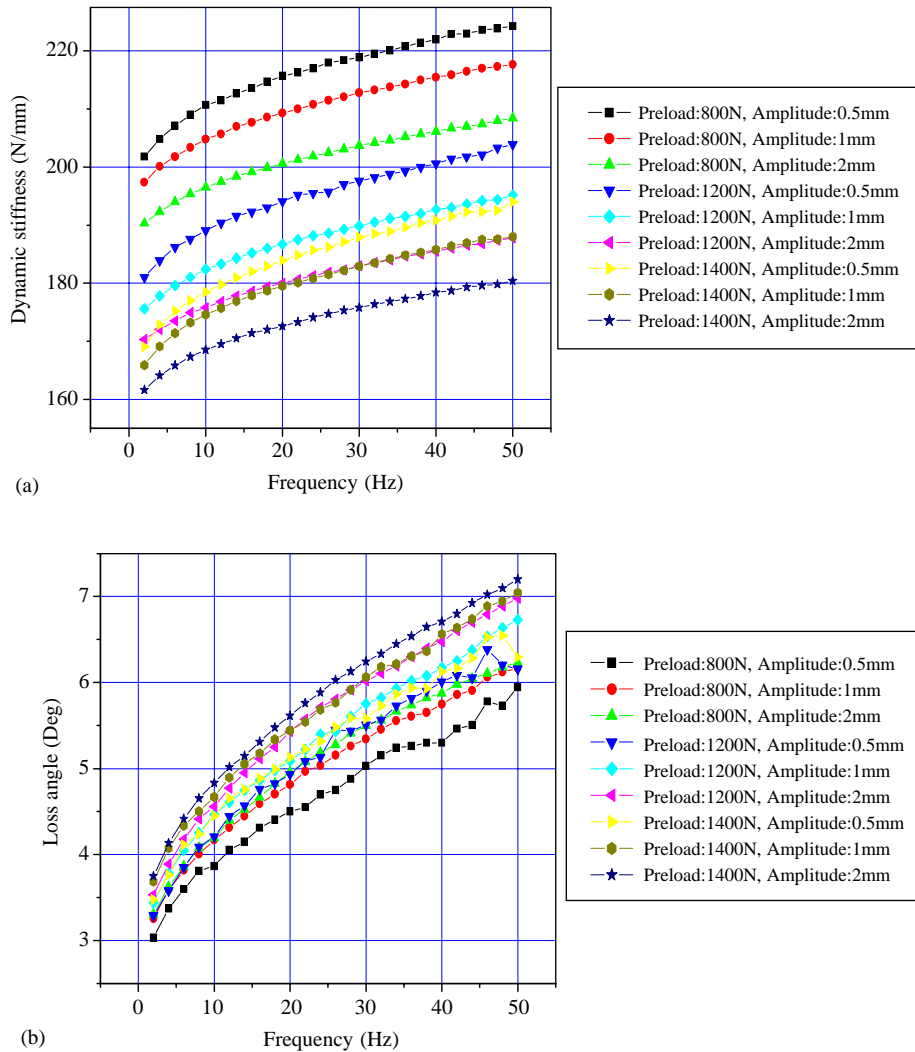 220
200
180
160
Dynamic stiffness (N/mm)
0 10 20 30 40 50
Frequency (Hz)
(a)
Preload:800N, Amplitude:0.5mm
Preload:800N, Amplitude:1mm
Preload:800N, Amplitude:2mm
Preload:1200N, Amplitude:0.5mm
Preload:1200N, Amplitude:1mm
Preload:1200N, Amplitude:2mm
Preload:1400N, Amplitude:0.5mm
Preload:1400N, Amplitude:1mm
Preload:1400N, Amplitude:2mm
7
6
5
4
3
Loss angle (Deg)
0 10 20 30 40 50
Frequency (Hz)
(b)
Preload:800N, Amplitude:0.5mm
Preload:800N, Amplitude:1mm
Preload:800N, Amplitude:2mm
Preload:1200N, Amplitude:0.5mm
Preload:1200N, Amplitude:1mm
Preload:1200N, Amplitude:2mm
Preload:1400N, Amplitude:0.5mm
Preload:1400N, Amplitude:1mm
Preload:1400N, Amplitude:2mm